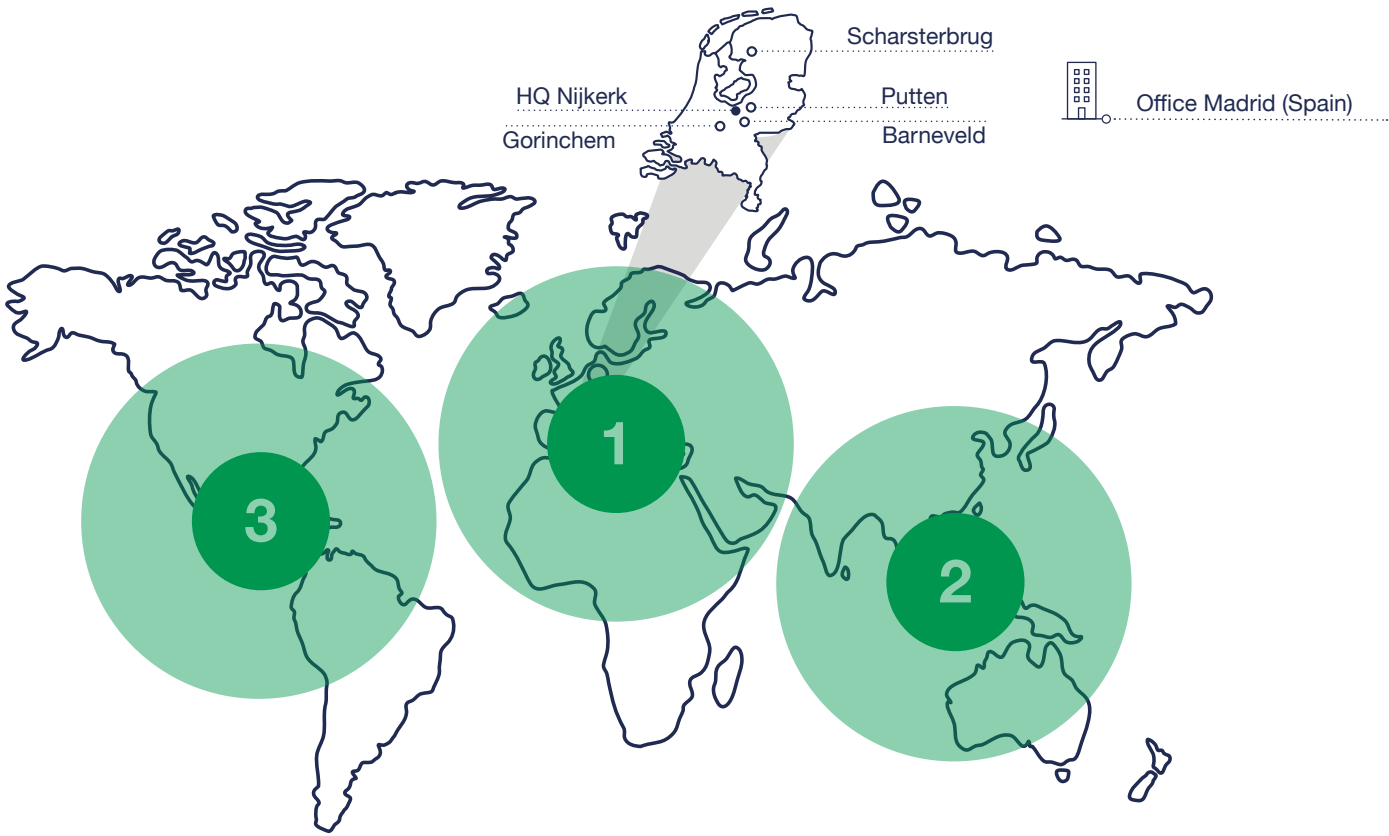 Scharsterbrug
HQ Nijkerk
Putten
Office Madrid (Spain)
Gorinchem
Barneveld
1
3
2